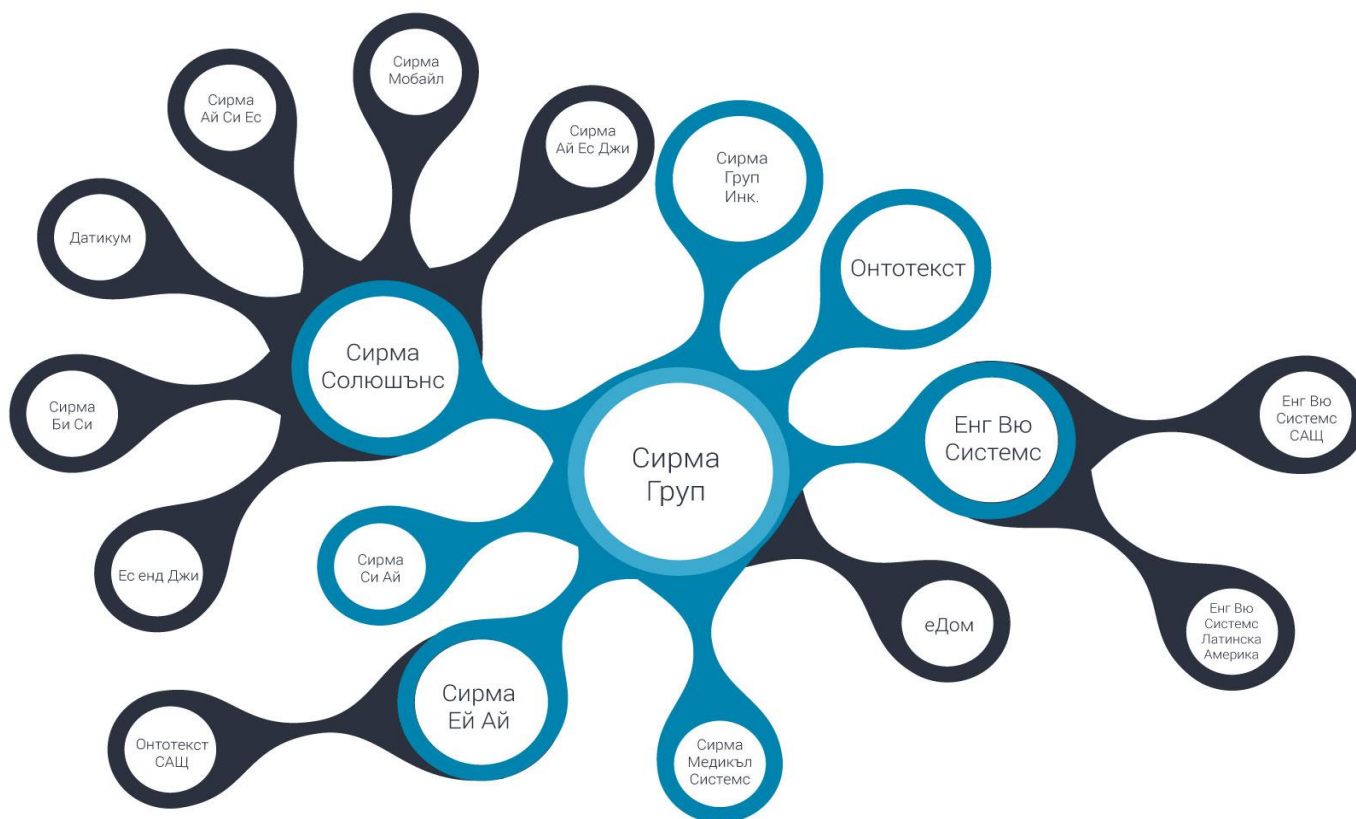 Сирма
Мобайл
Сирма
Ай Си Ес
Сирма
Ай Ес Джи
Сирма
Груп
Инк.
Датикум
Онтотекст
Сирма
Солюшънс
Сирма
Би Си
Енг Вю
Системс
Енг Вю
Системс
САЩ
Сирма
Груп
Ес енд Джи
Сирма
Си Ай
еДом
Енг Вю
Системс
Латинска
Америка
Сирма
Ей Ай
Онтотекст
САЩ
Сирма
Медикъл
Системс